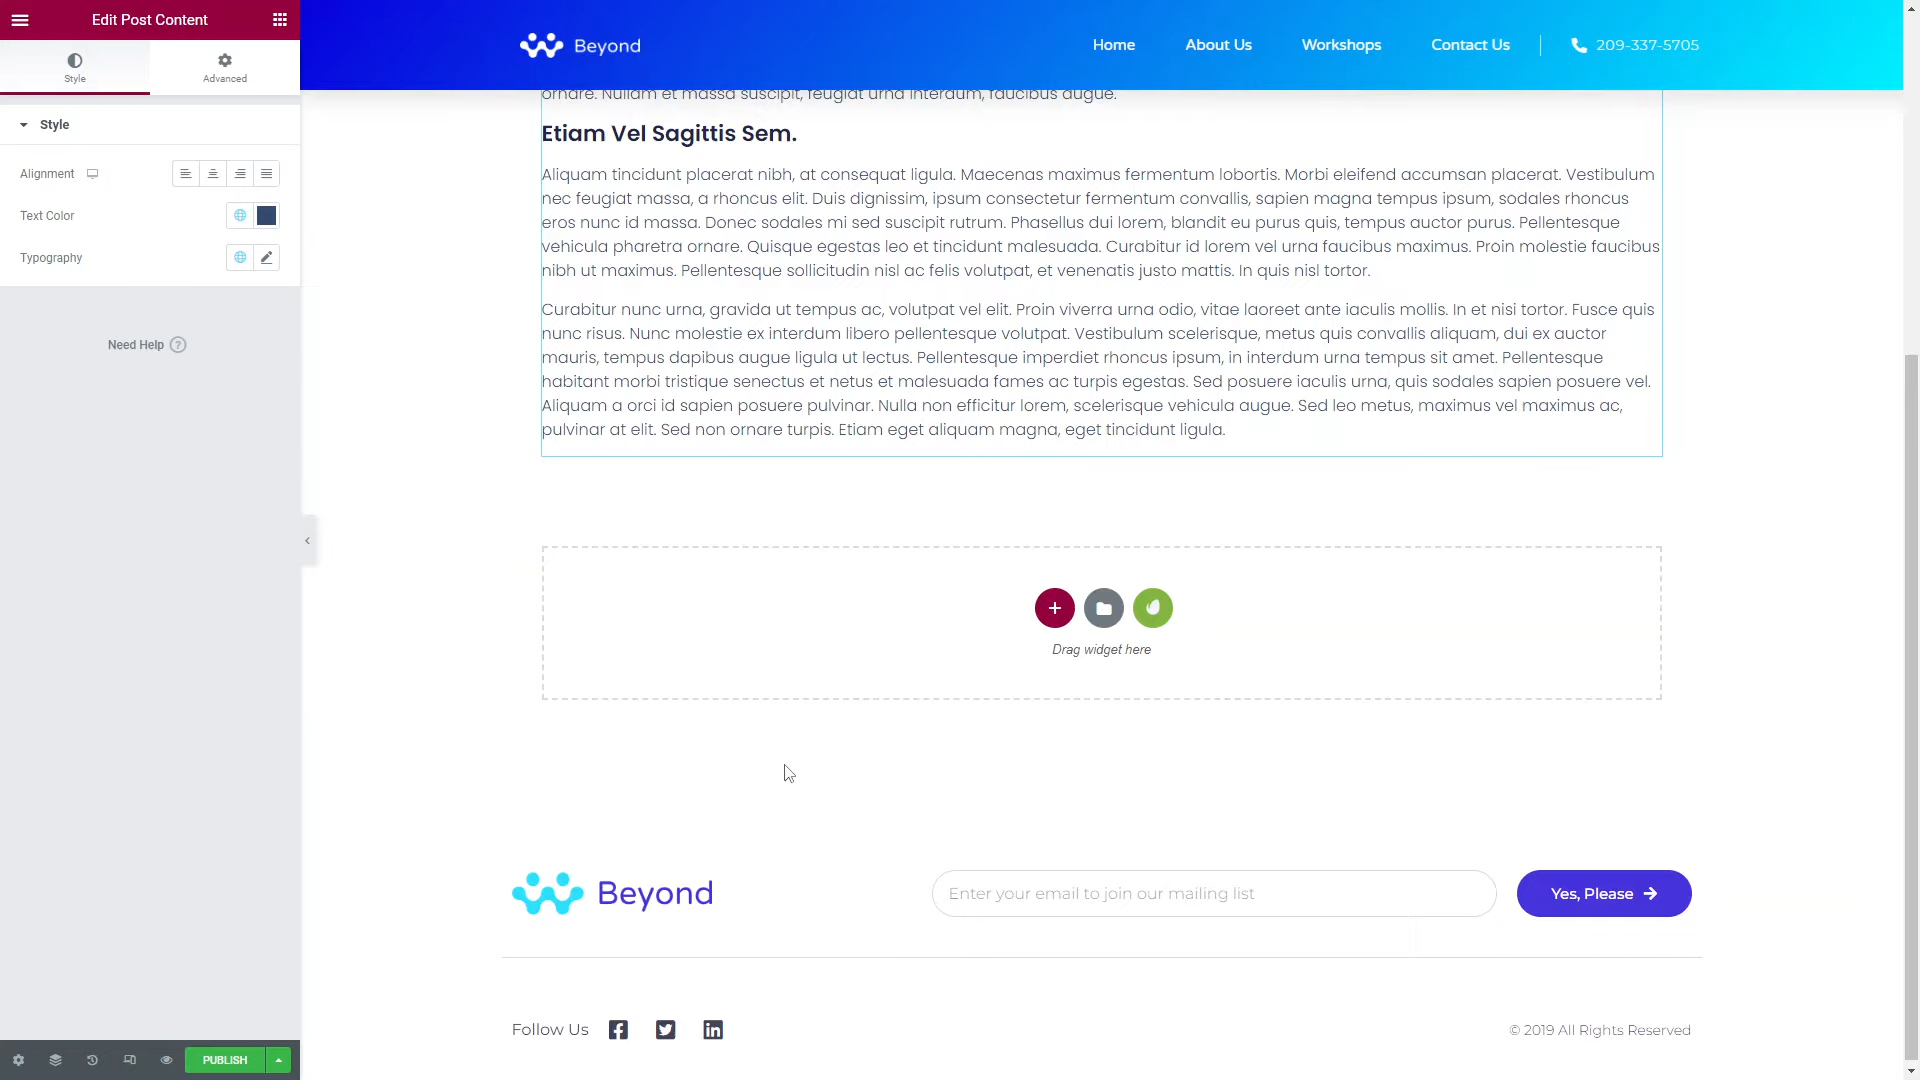 Edit Post Content
Style
Advanced
Style
Alignment
Text Color
Typography
Need Help ?
PUBLISH
Beyond
Home
About Us
Workshops
Contact Us
209-337-5705
ornare. Nullam et massa suscipit, feugiat urna interdum, faucibus augue.
Etiam Vel Sagittis Sem.
Aliquam tincidunt placerat nibh, at consequat ligula. Maecenas maximus fermentum lobortis. Morbi eleifend accumsan placerat. Vestibulum
nec feugiat massa, a rhoncus elit. Duis dignissim, ipsum consectetur fermentum convallis, sapien magna tempus ipsum, sodales rhoncus
eros nunc id massa. Donec sodales mi sed suscipit rutrum. Phasellus dui lorem, blandit eu purus quis, tempus auctor purus. Pellentesque
vehicula pharetra ornare. Quisque egestas leo et tincidunt malesuada. Curabitur id lorem vel urna faucibus maximus. Proin molestie faucibus
nibh ut maximus. Pellentesque sollicitudin nisl ac felis volutpat, et venenatis justo mattis. In quis nisl tortor.
Curabitur nunc urna, gravida ut tempus ac, volutpat vel elit. Proin viverra urna odio, vitae laoreet ante iaculis mollis. In et nisi tortor. Fusce quis
nunc risus. Nunc molestie ex interdum libero pellentesque volutpat. Vestibulum scelerisque, metus quis convallis aliquam, dui ex auctor
mauris, tempus dapibus augue ligula ut lectus. Pellentesque imperdiet rhoncus ipsum, in interdum urna tempus sit amet. Pellentesque
habitant morbi tristique senectus et netus et malesuada fames ac turpis egestas. Sed posuere iaculis urna, quis sodales sapien posuere vel.
Aliquam a orci id sapien posuere pulvinar. Nulla non efficitur lorem, scelerisque vehicula augue. Sed leo metus, maximus vel maximus ac,
pulvinar at elit. Sed non ornare turpis. Etiam eget aliquam magna, eget tincidunt ligula.
Drag widget here
Beyond
Enter your email to join our mailing list
Yes, Please
Follow Us
© 2019 All Rights Reserved